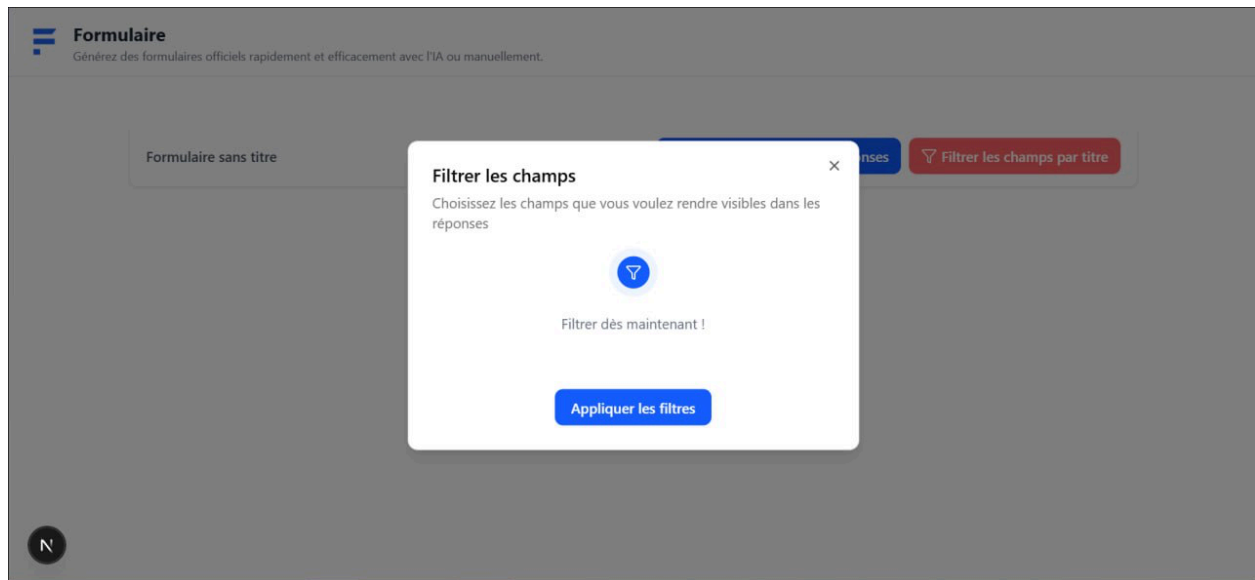 Formulaire
Générez des formulaires officiels rapidement et efficacement avec l'IA ou manuellement.
Formulaire sans titre
nses
Filtrer les champs par titre
Filtrer les champs
Choisissez les champs que vous voulez rendre visibles dans les
réponses
Filtrer dès maintenant !
Appliquer les filtres
N